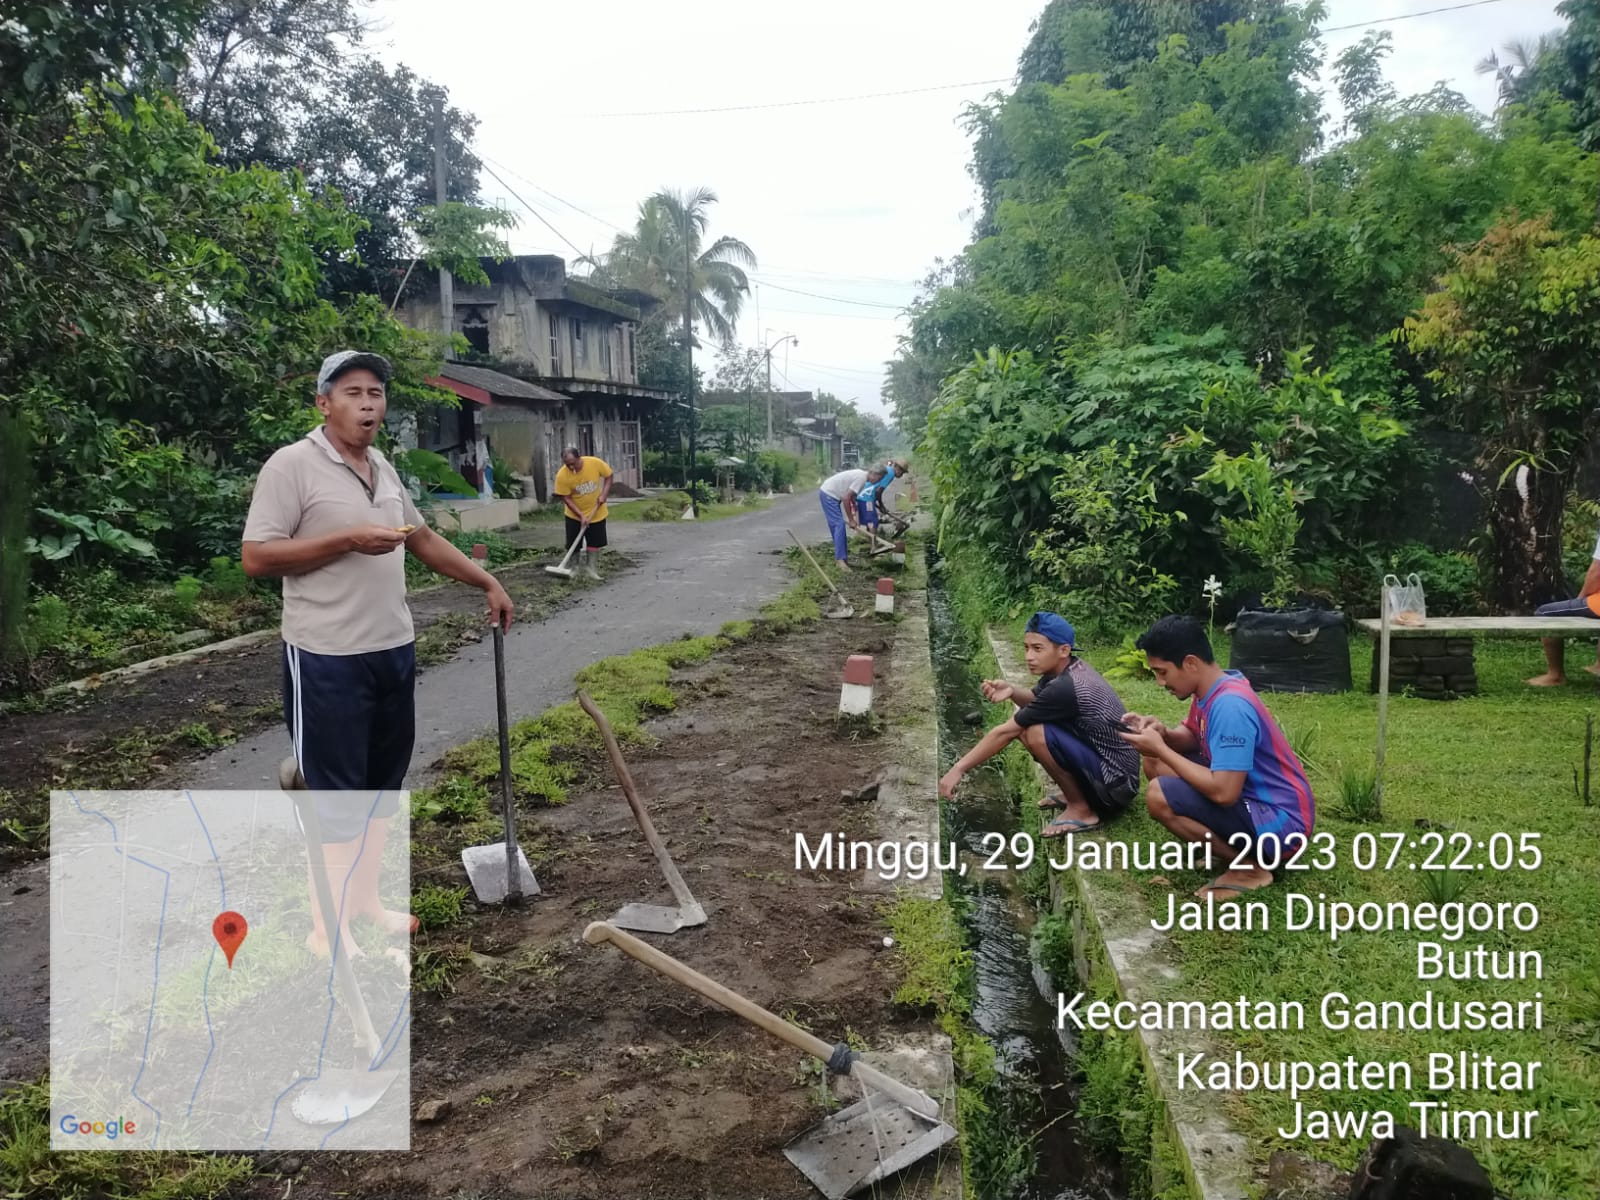 Minggu, 29 Januari 2023 07:22:05
Jalan Diponegoro
Butun
Kecamatan Gandusari
Kabupaten Blitar
Jawa Timur
Google
beko